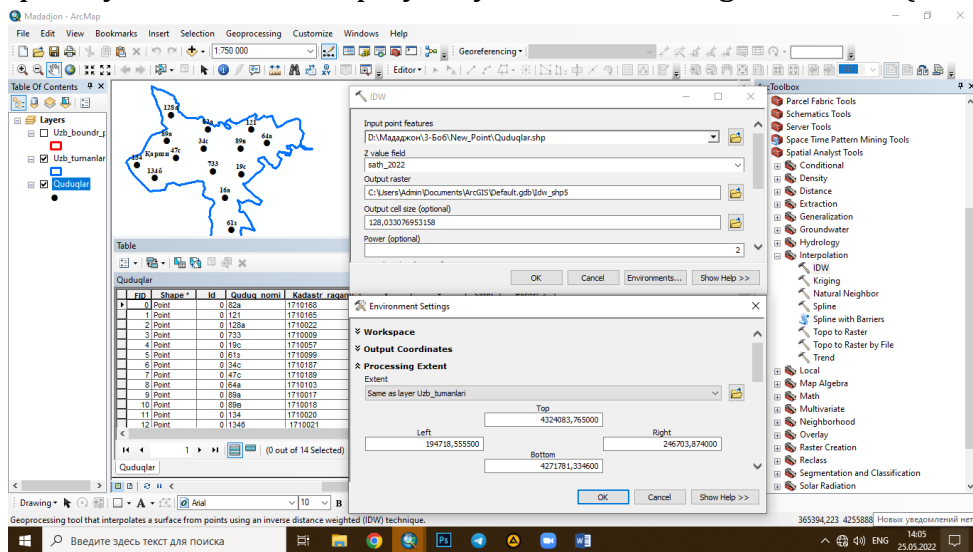 Madadjon - ArcMap
File Edit View Bookmarks Insert Selection Geoprocessing Customize Windows Help
1:750 000
Georeferencing
Editor
Table Of Contents
Layers
Uzb_boundr_p
Uzb_tumanlar
Quduqlar
128a
82a
121
89a
34c
89в
64a
Қарши
47c
134
1346
733
19c
16a
61з
Table
Quduqlar
FID Shape * Id Quduq_nomi Kadastr_raqan
0 Point 0 82a 1710168
1 Point 0 121 1710165
2 Point 0 128a 1710022
3 Point 0 733 1710009
4 Point 0 19c 1710057
5 Point 0 61з 1710099
6 Point 0 34c 1710187
7 Point 0 47c 1710189
8 Point 0 64a 1710103
9 Point 0 89a 1710017
10 Point 0 89в 1710018
11 Point 0 134 1710020
12 Point 0 1346 1710021
1
(0 out of 14 Selected)
Quduqlar
IDW
Input point features
D:\Мададжон\3-Боб\New_Point\Quduqlar.shp
Z value field
sath_2022
Output raster
C:\Users\Admin\Documents\ArcGIS\Default.gdb\Idw_shp5
Output cell size (optional)
128,033076953158
Power (optional)
2
OK Cancel Environments... Show Help >>
Environment Settings
Workspace
Output Coordinates
Processing Extent
Extent
Same as layer Uzb_tumanlari
Top
4324083,765000
Left Right
194718,555500 246703,874000
Bottom
4271781,334600
OK Cancel Show Help >>
Toolbox
Parcel Fabric Tools
Schematics Tools
Server Tools
Space Time Pattern Mining Tools
Spatial Analyst Tools
Conditional
Density
Distance
Extraction
Generalization
Groundwater
Hydrology
Interpolation
IDW
Kriging
Natural Neighbor
Spline
Spline with Barriers
Topo to Raster
Topo to Raster by File
Trend
Local
Map Algebra
Math
Multivariate
Neighborhood
Overlay
Raster Creation
Reclass
Segmentation and Classification
Solar Radiation
Drawing Arial 10 B
Geoprocessing tool that interpolates a surface from points using an inverse distance weighted (IDW) technique.
365394,223 4255888
Новых уведомлений нет
Введите здесь текст для поиска
Ps
ENG
14:05
25.05.2022